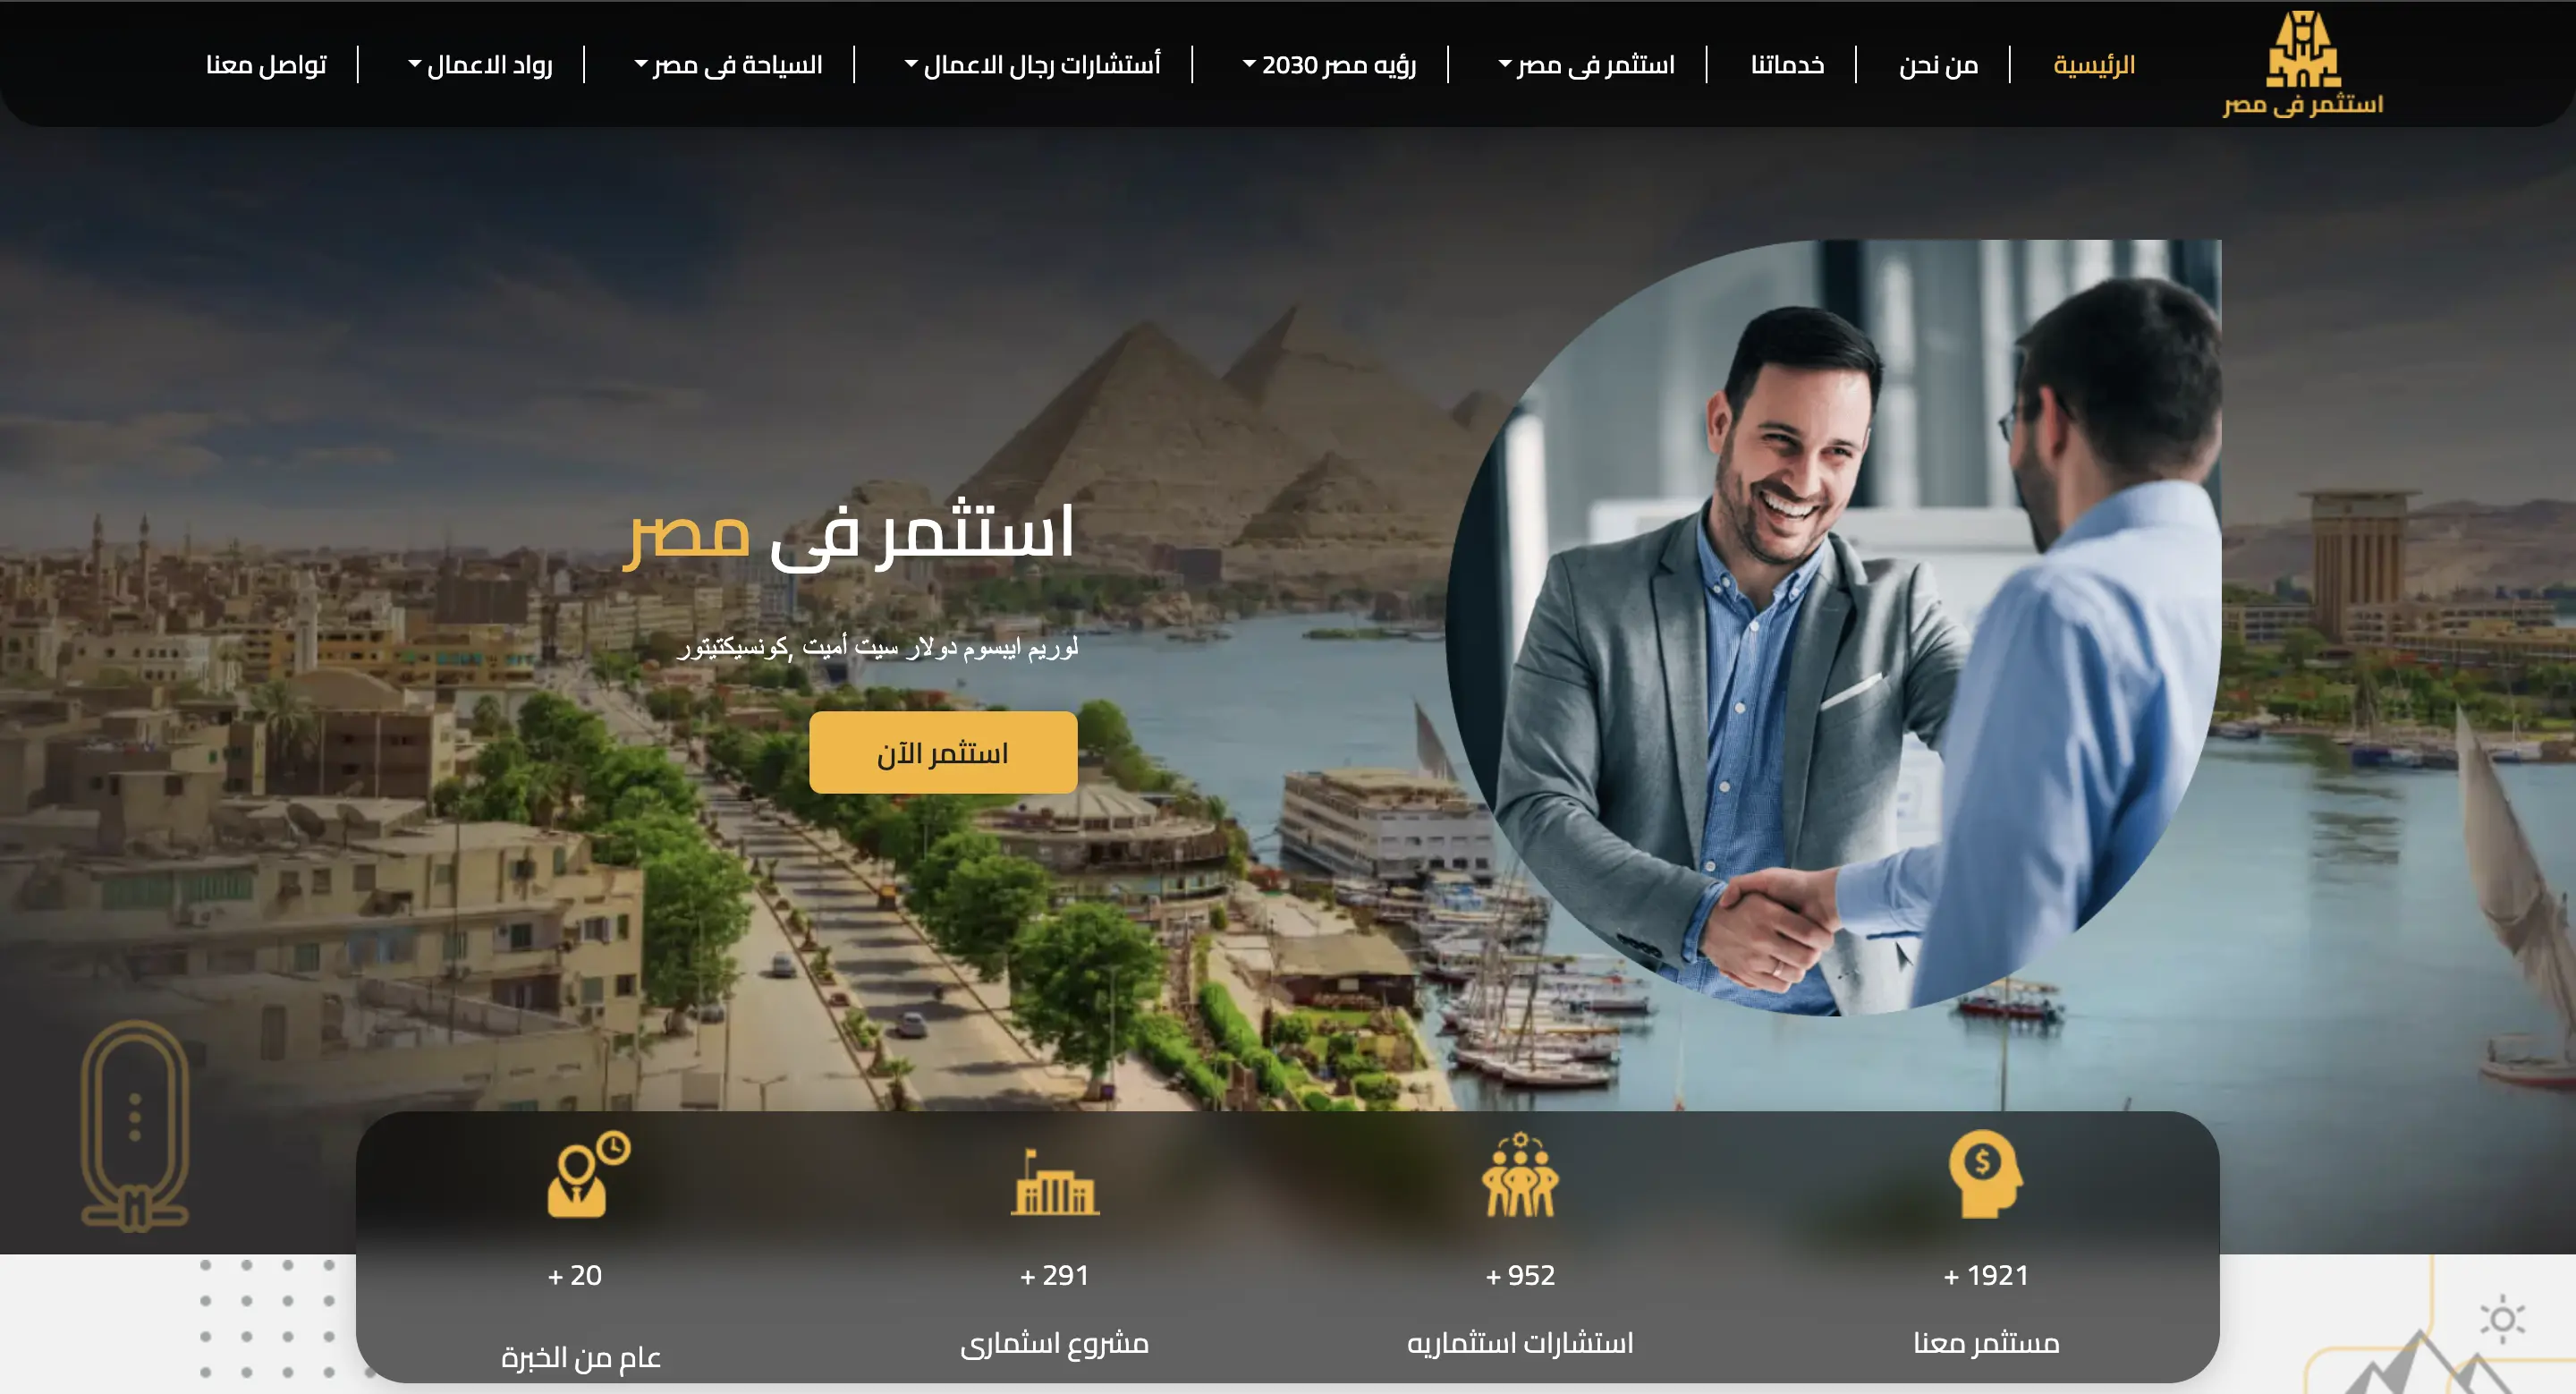 استثمر فى مصر
الرئيسية
من نحن
خدماتنا
استثمر فى مصر
رؤيه مصر 2030
أستشارات رجال الاعمال
السياحة فى مصر
رواد الاعمال
تواصل معنا
استثمر فى مصر
لوريم ايبسوم دولار سيت أميت ,كونسيكتيتور
استثمر الآن
1921 +
مستثمر معنا
952 +
استشارات استثماريه
291 +
مشروع اسثمارى
20 +
عام من الخبرة